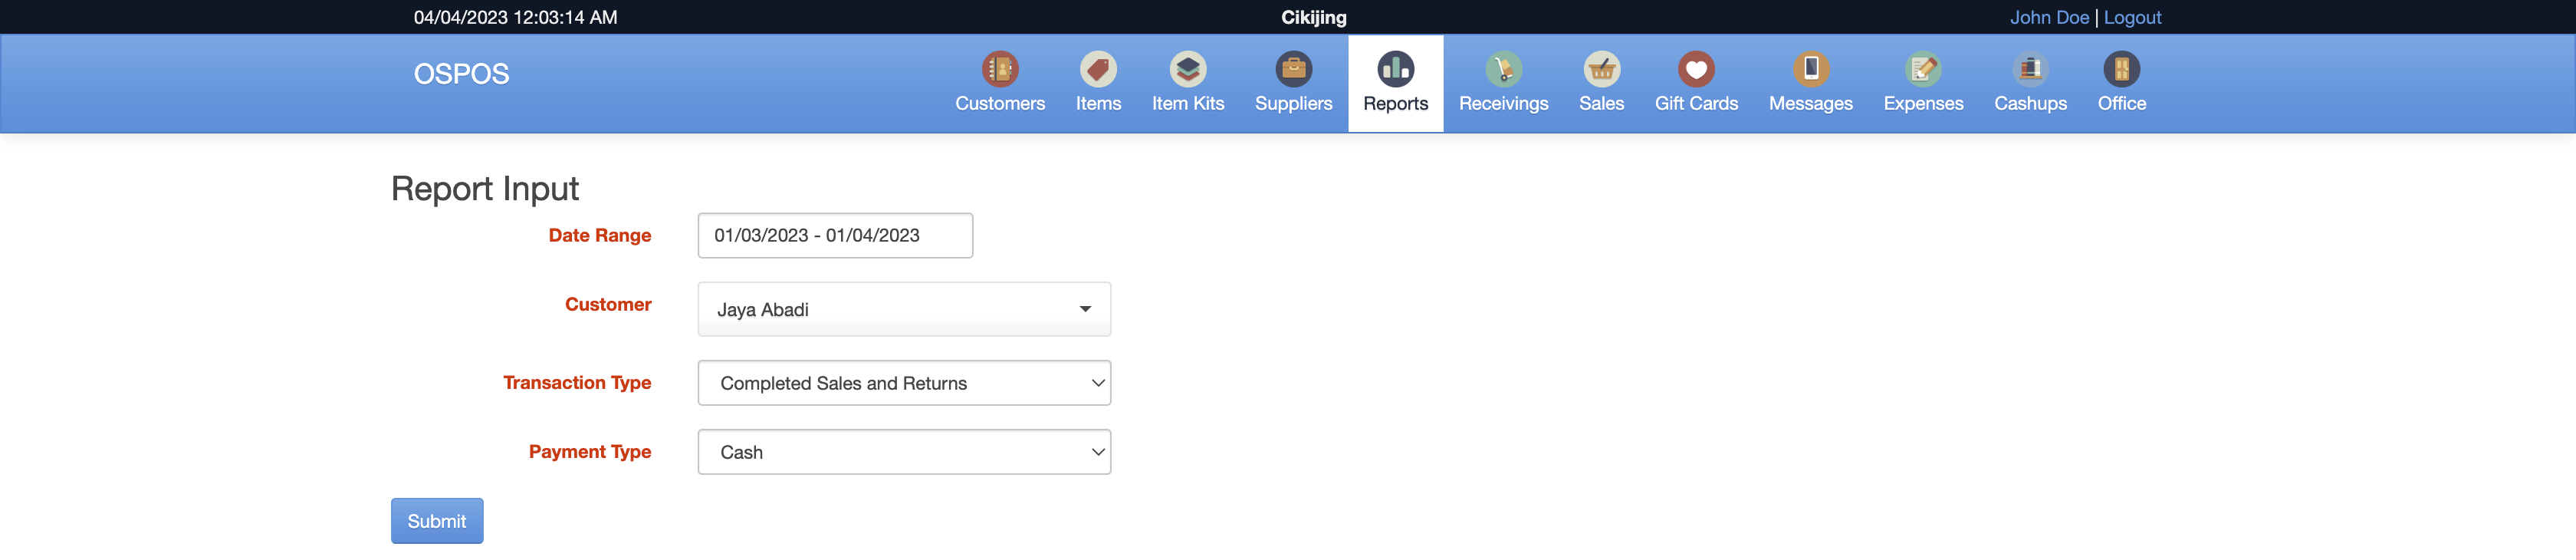 04/04/2023 12:03:14 AM
Cikijing
John Doe | Logout
OSPOS
Customers
Items
Item Kits
Suppliers
Reports
Receivings
Sales
Gift Cards
Messages
Expenses
Cashups
Office
Report Input
Date Range
01/03/2023 - 01/04/2023
Customer
Jaya Abadi
Transaction Type
Completed Sales and Returns
Payment Type
Cash
Submit